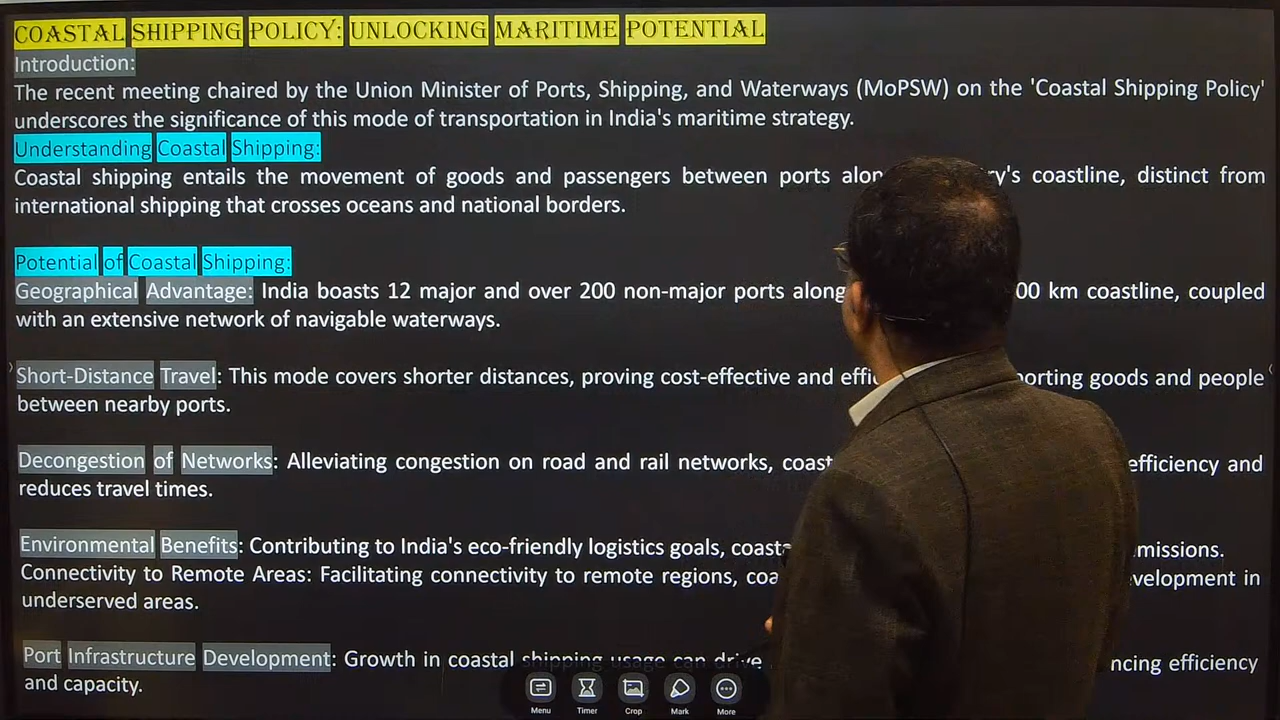 COASTAL SHIPPING POLICY: UNLOCKING MARITIME POTENTIAL
Introduction:
The recent meeting chaired by the Union Minister of Ports, Shipping, and Waterways (MoPSW) on the 'Coastal Shipping Policy'
underscores the significance of this mode of transportation in India's maritime strategy.
Understanding Coastal Shipping:
Coastal shipping entails the movement of goods and passengers between ports coastline, distinct from
international shipping that crosses oceans and national borders.
Potential of Coastal Shipping:
Geographical Advantage: India boasts 12 major and over 200 non-major ports along 00 km coastline, coupled
with an extensive network of navigable waterways.
Short-Distance Travel: This mode covers shorter distances, proving cost-effective and goods and people
between nearby ports.
Decongestion of Networks: Alleviating congestion on road and rail networks, efficiency and
reduces travel times.
Environmental Benefits: Contributing to India's eco-friendly logistics goals,
Connectivity to Remote Areas: Facilitating connectivity to remote regions, in
underserved areas.
Port Infrastructure Development: Growth in coastal shipping usage can drive efficiency
and capacity.
Menu Timer Crop Mark More